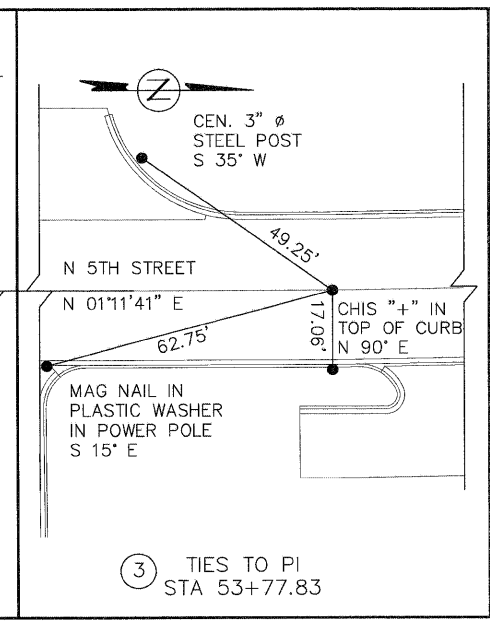 N
CEN. 3" ø
STEEL POST
S 35° W
49.25'
N 5TH STREET
N 01°11'41" E
62.75'
17.06'
CHIS "+" IN
TOP OF CURB
N 90° E
MAG NAIL IN
PLASTIC WASHER
IN POWER POLE
S 15° E
3 TIES TO PI
STA 53+77.83